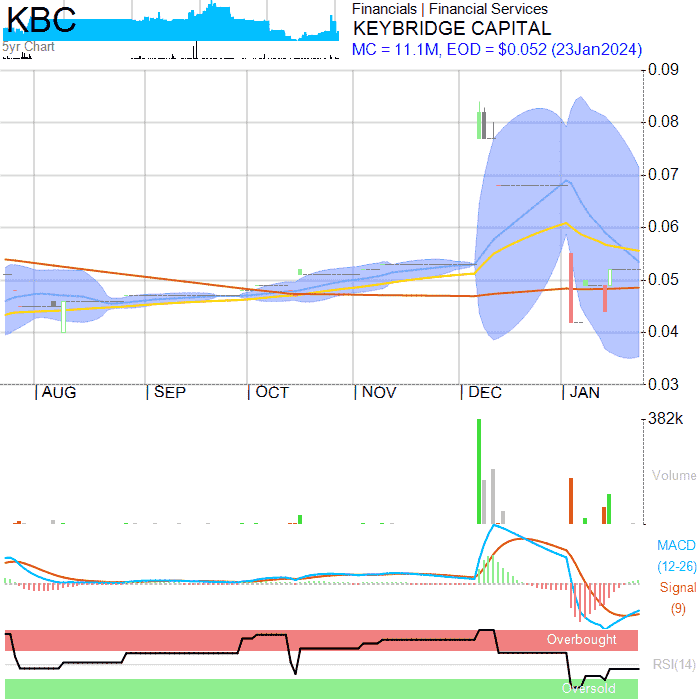 KBC
5yr Chart
Financials | Financial Services
KEYBRIDGE CAPITAL
MC = 11.1M, EOD = $0.052 (23Jan2024)
0.09
0.08
0.07
0.06
0.05
0.04
0.03
AUG SEP OCT NOV DEC JAN
382k
Volume
MACD
(12-26)
Signal
(9)
Overbought
RSI(14)
Oversold